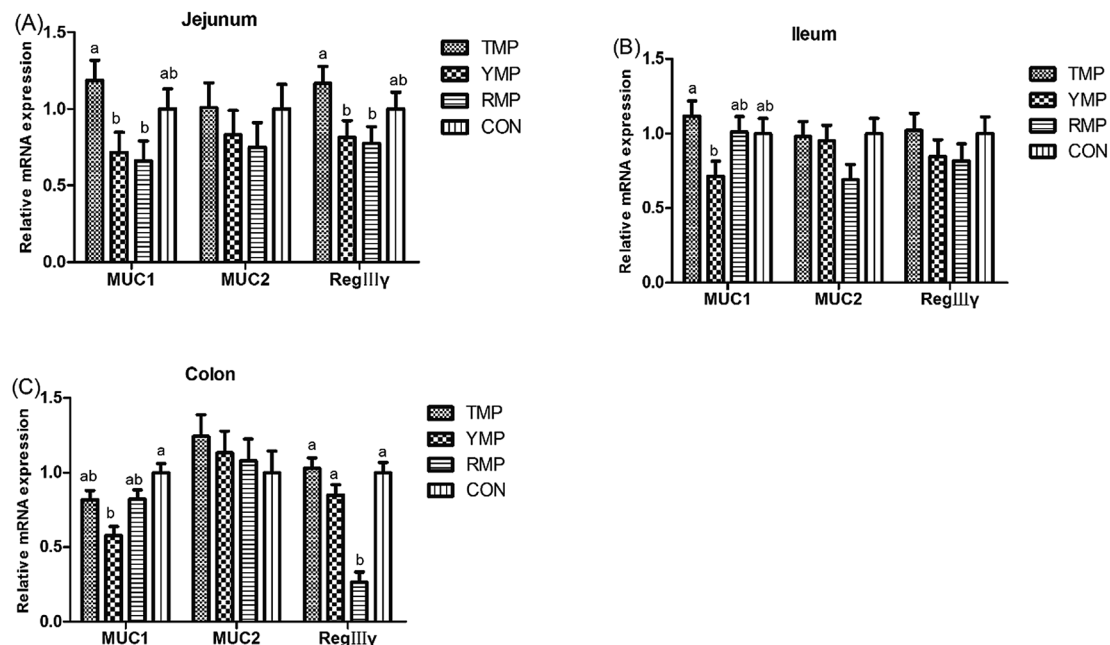 (A)
Jejunum
Relative mRNA expression
1.5
1.0
0.5
0.0
a
b
b
ab
a
b
b
ab
MUC1
MUC2
RegIIIγ
TMP
YMP
RMP
CON
(B)
Ileum
Relative mRNA expression
1.5
1.0
0.5
0.0
a
b
ab
ab
MUC1
MUC2
RegIIIγ
TMP
YMP
RMP
CON
(C)
Colon
Relative mRNA expression
1.5
1.0
0.5
0.0
ab
b
ab
a
a
a
b
a
MUC1
MUC2
RegIIIγ
TMP
YMP
RMP
CON